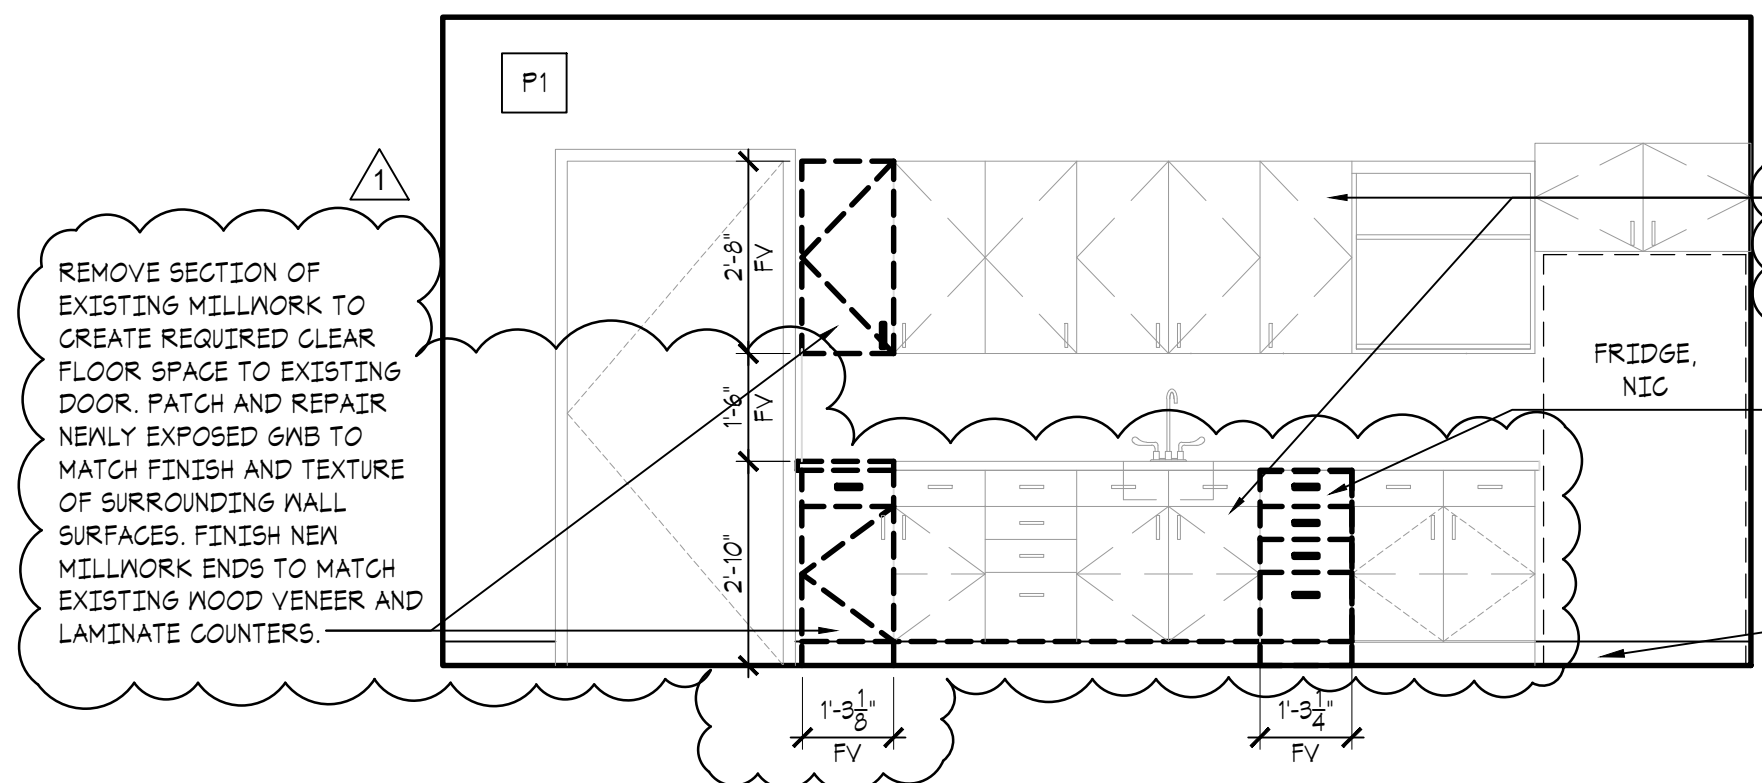 P1
1
REMOVE SECTION OF
EXISTING MILLWORK TO
CREATE REQUIRED CLEAR
FLOOR SPACE TO EXISTING
DOOR. PATCH AND REPAIR
NEWLY EXPOSED GWB TO
MATCH FINISH AND TEXTURE
OF SURROUNDING WALL
SURFACES. FINISH NEW
MILLWORK ENDS TO MATCH
EXISTING WOOD VENEER AND
LAMINATE COUNTERS.
2'-8"
FV
1'-6"
FV
2'-10"
FRIDGE,
NIC
1'-3 1/8"
FV
1'-3 1/4"
FV